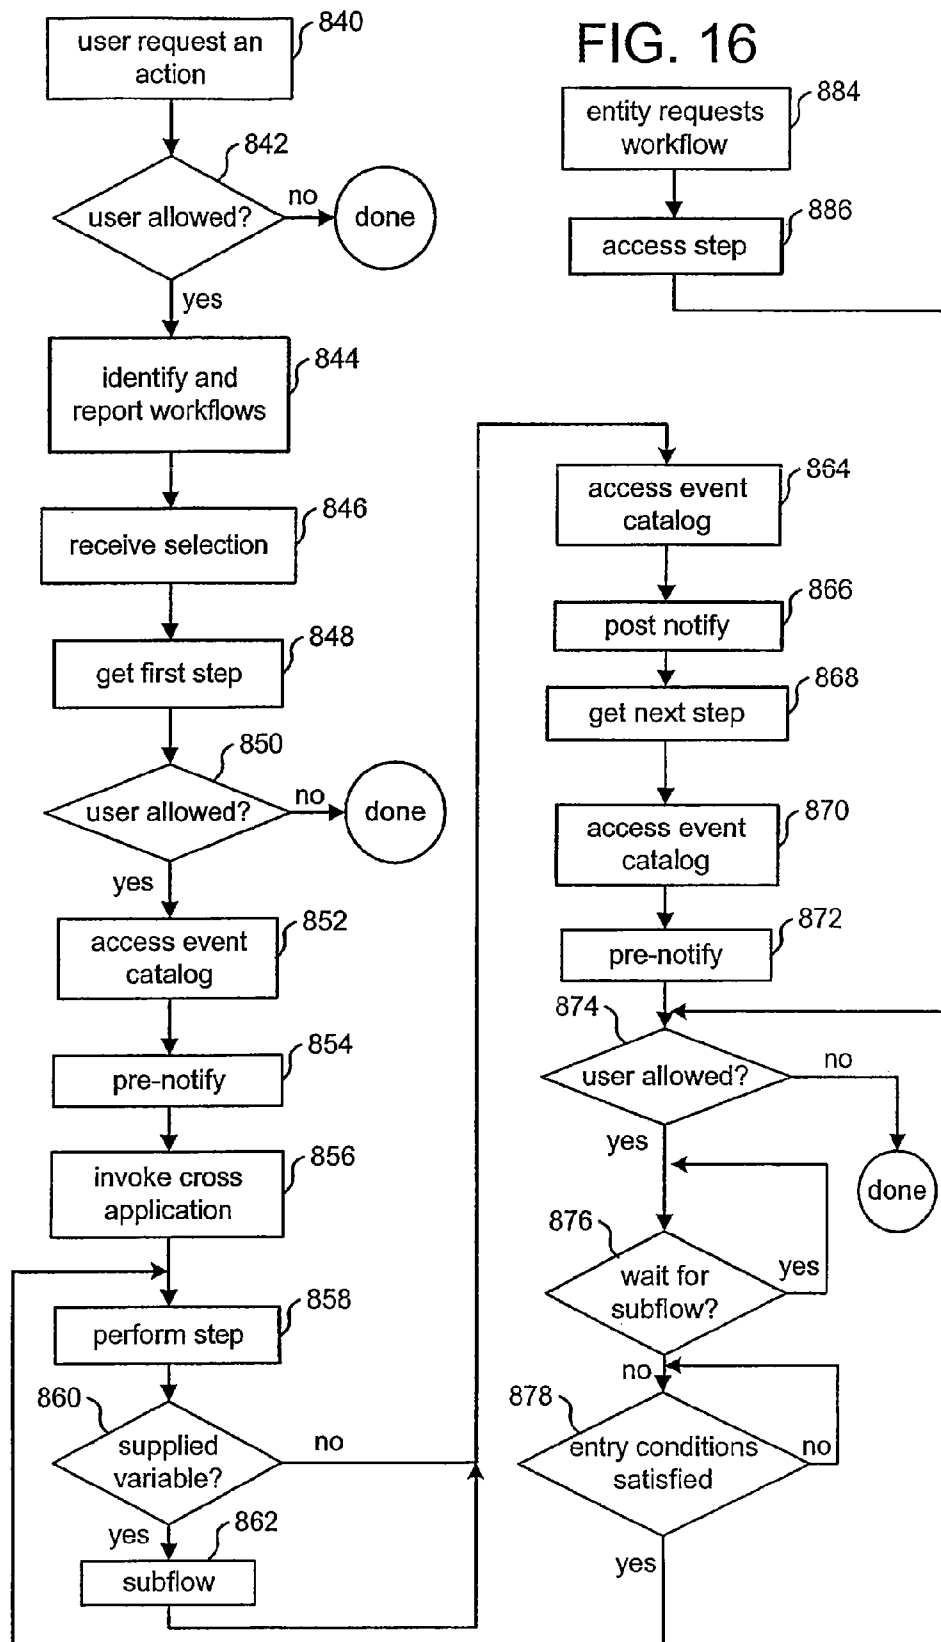 FIG. 16
840
user request an
action
842
user allowed?
no
done
yes
844
identify and
report workflows
846
receive selection
848
get first step
850
user allowed?
no
done
yes
852
access event
catalog
854
pre-notify
856
invoke cross
application
858
perform step
860
supplied
variable?
no
yes
862
subflow
884
entity requests
workflow
886
access step
864
access event
catalog
866
post notify
868
get next step
870
access event
catalog
872
pre-notify
874
user allowed?
no
done
yes
876
wait for
subflow?
yes
no
878
entry conditions
satisfied
no
yes